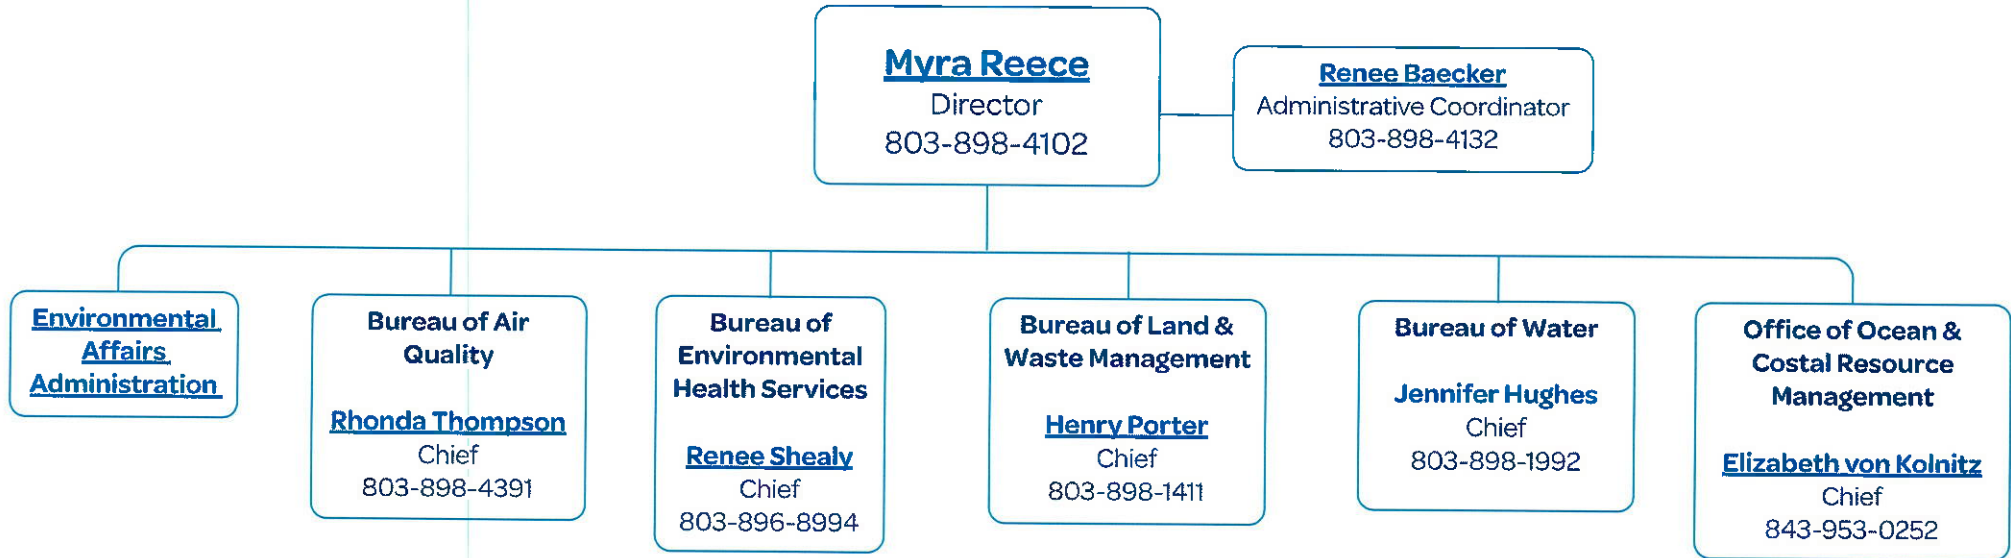 Myra Reece
Director
803-898-4102
Renee Baecker
Administrative Coordinator
803-898-4132
Environmental
Affairs
Administration
Bureau of Air
Quality
Rhonda Thompson
Chief
803-898-4391
Bureau of
Environmental
Health Services
Renee Shealy
Chief
803-896-8994
Bureau of Land &
Waste Management
Henry Porter
Chief
803-898-1411
Bureau of Water
Jennifer Hughes
Chief
803-898-1992
Office of Ocean &
Costal Resource
Management
Elizabeth von Kolnitz
Chief
843-953-0252